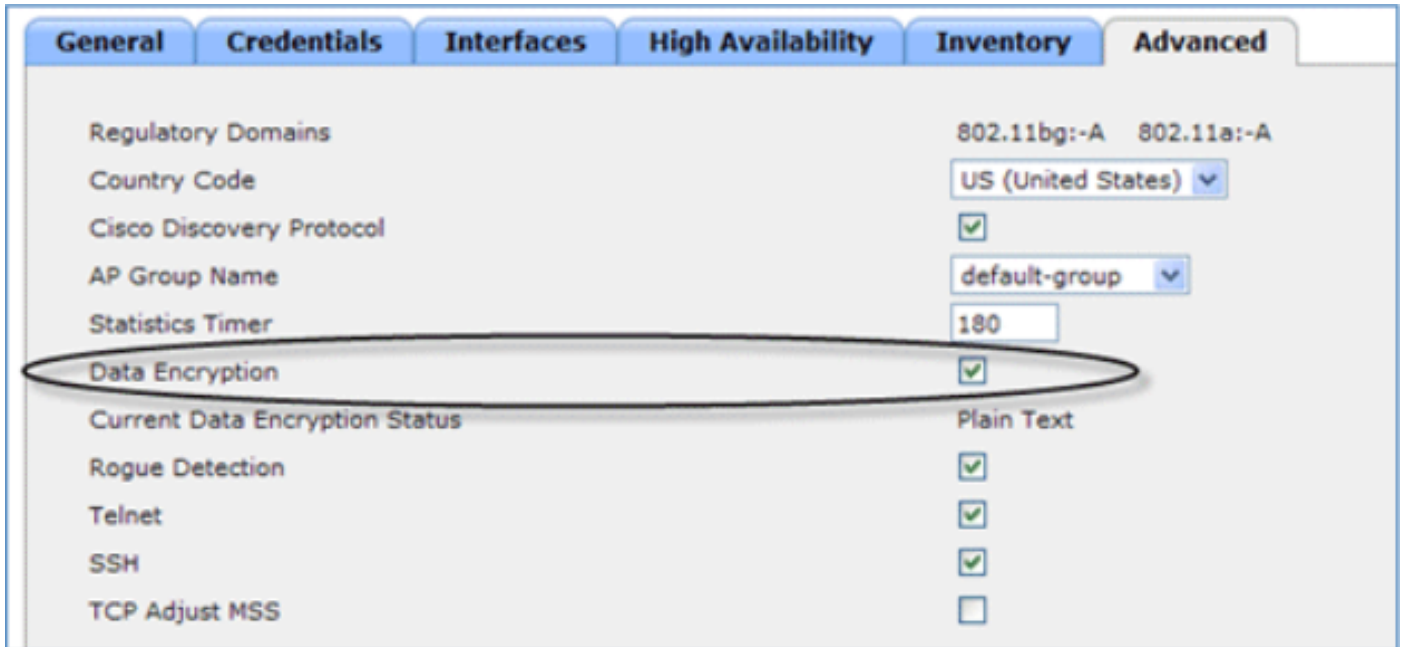 General Credentials Interfaces High Availability Inventory Advanced
Regulatory Domains 802.11bg:-A 802.11a:-A
Country Code US (United States)
Cisco Discovery Protocol
AP Group Name default-group
Statistics Timer 180
Data Encryption
Current Data Encryption Status Plain Text
Rogue Detection
Telnet
SSH
TCP Adjust MSS